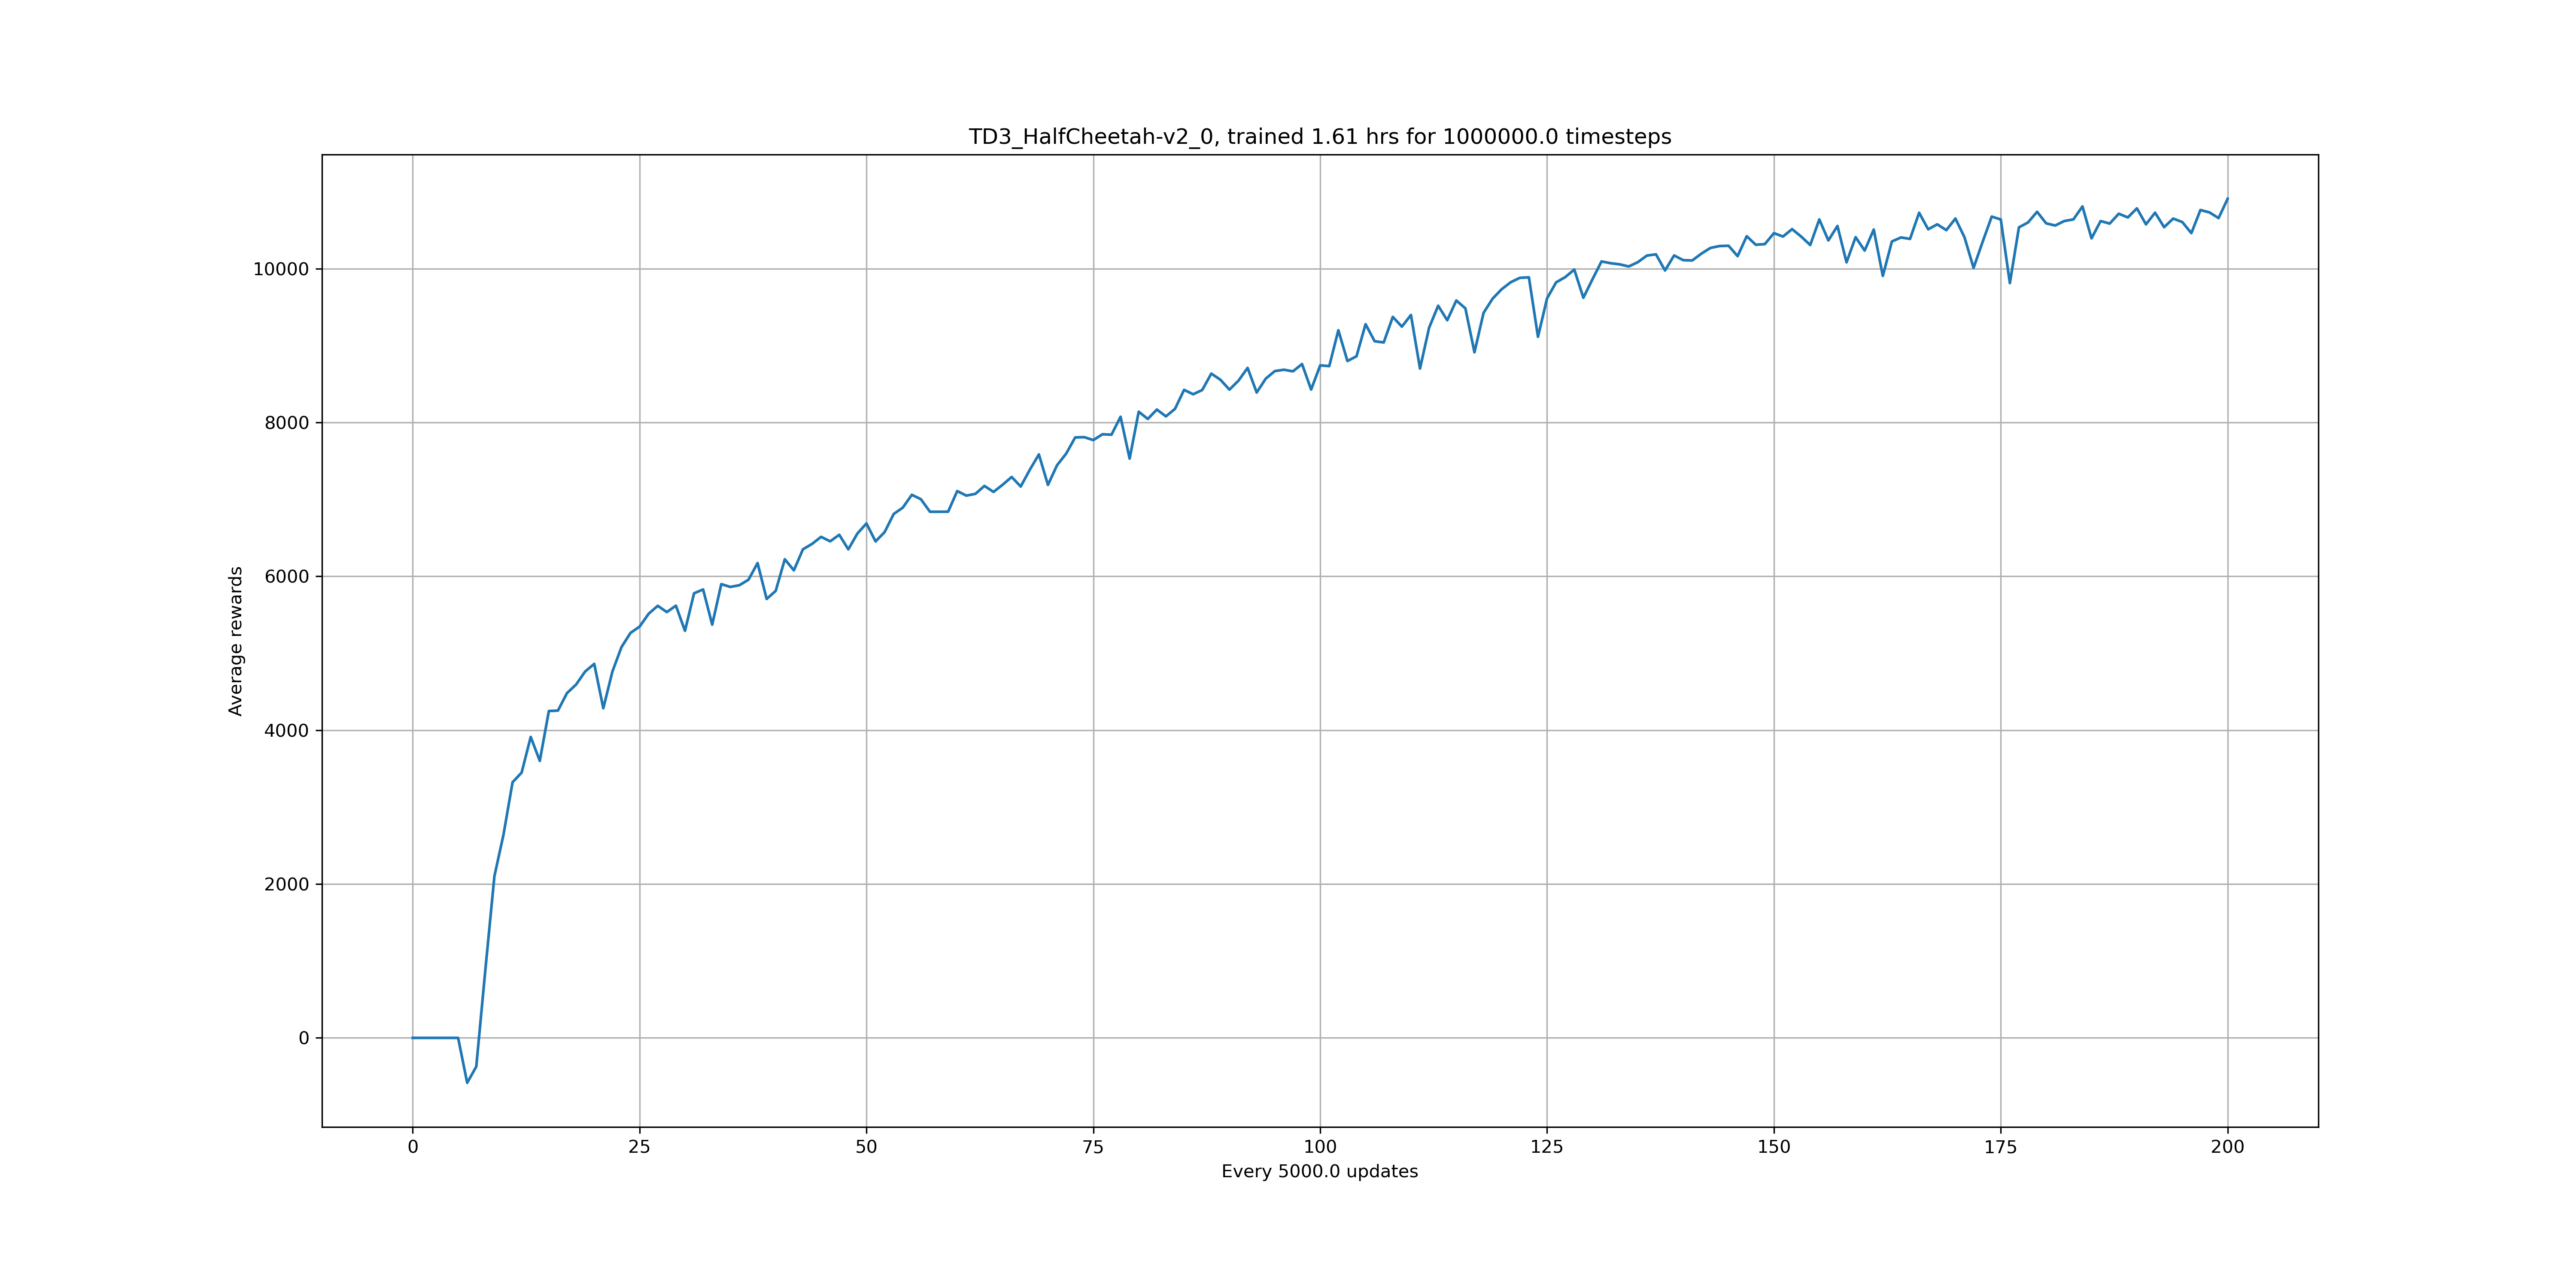 TD3_HalfCheetah-v2_0, trained 1.61 hrs for 1000000.0 timesteps
Average rewards
10000
8000
6000
4000
2000
0
0 25 50 75 100 125 150 175 200
Every 5000.0 updates